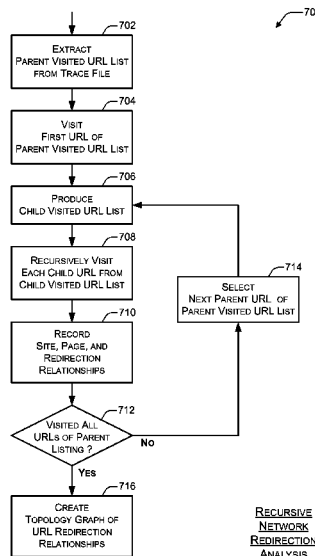 70
702
EXTRACT
PARENT VISITED URL LIST
FROM TRACE FILE
704
VISIT
FIRST URL OF
PARENT VISITED URL LIST
706
PRODUCE
CHILD VISITED URL LIST
708
RECURSIVELY VISIT
EACH CHILD URL FROM
CHILD VISITED URL LIST
714
SELECT
NEXT PARENT URL OF
PARENT VISITED URL LIST
710
RECORD
SITE, PAGE, AND
REDIRECTION
RELATIONSHIPS
712
VISITED ALL
URLS OF PARENT
LISTING ?
NO
YES
716
CREATE
TOPOLOGY GRAPH OF
URL REDIRECTION
RELATIONSHIPS
RECURSIVE
NETWORK
REDIRECTION
ANALYSIS